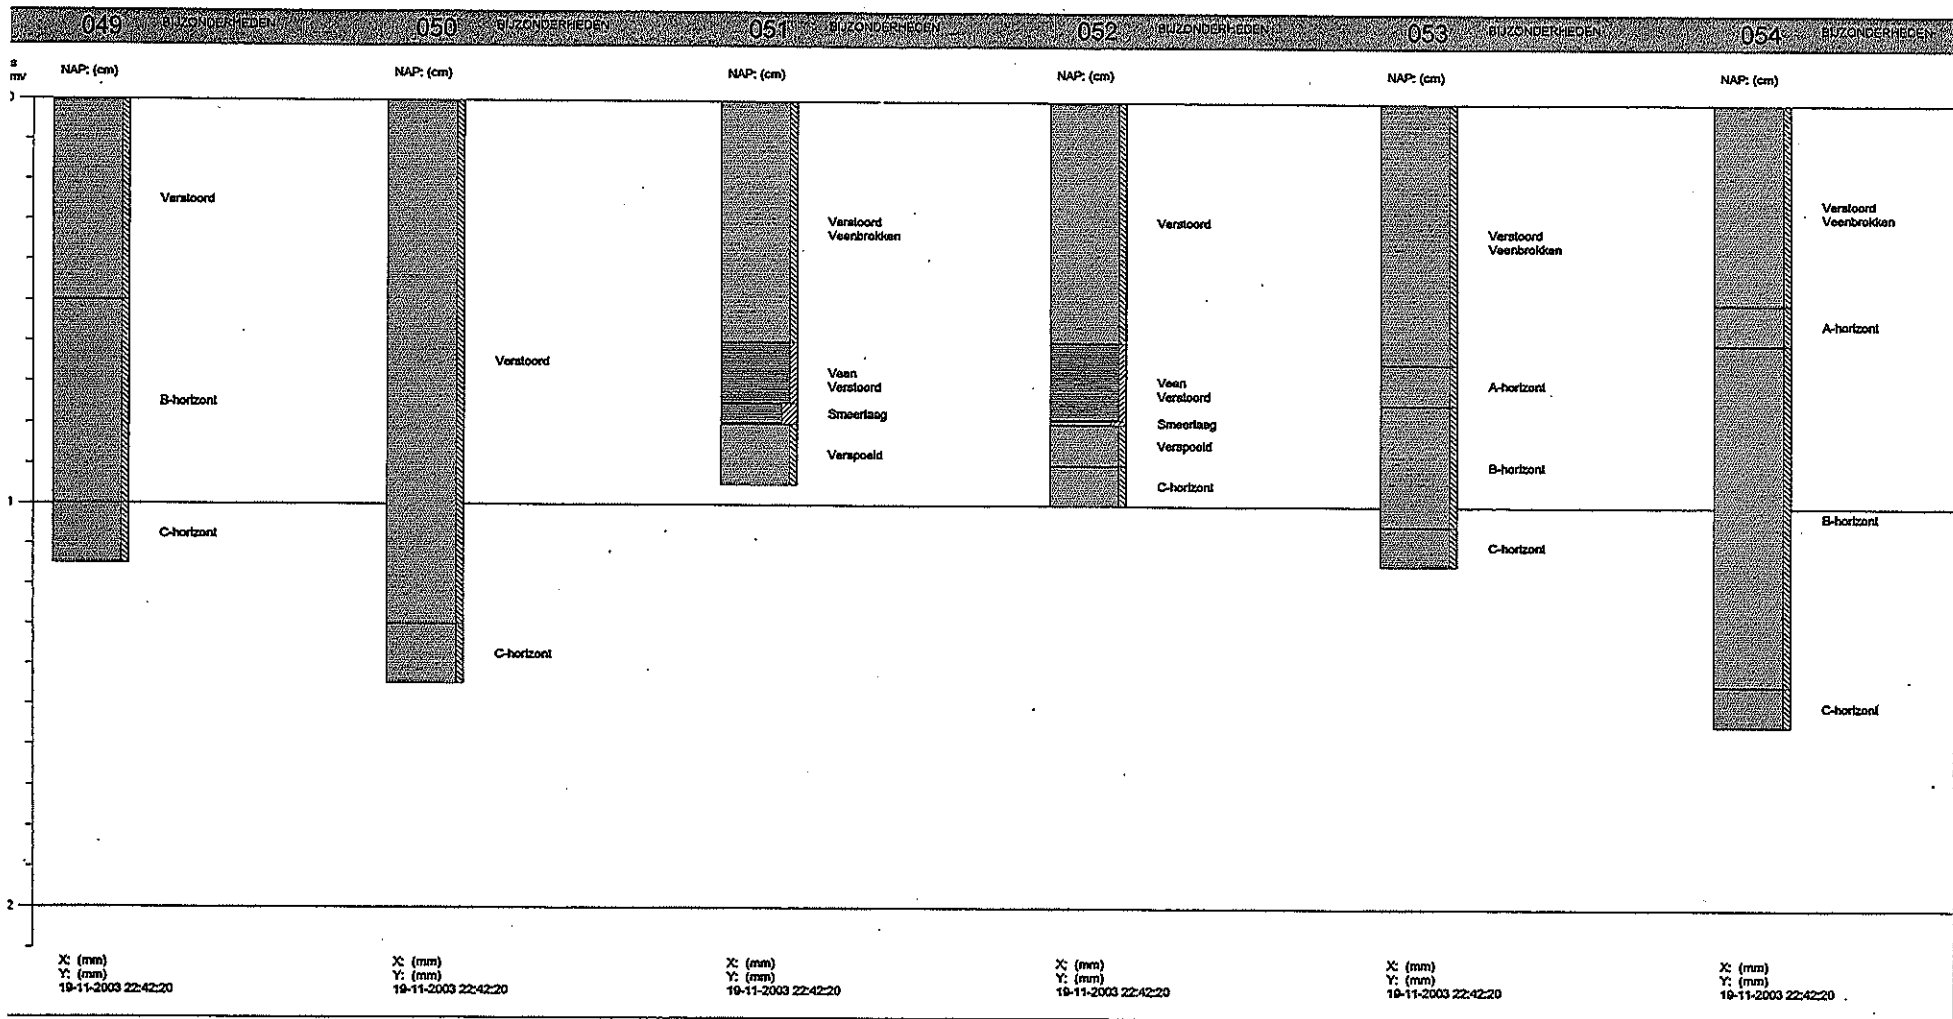 049 BIJZONDERHEDEN 050 BIJZONDERHEDEN 051 BIJZONDERHEDEN 052 BIJZONDERHEDEN 053 BIJZONDERHEDEN 054 BIJZONDERHEDEN
mv
NAP: (cm) NAP: (cm) NAP: (cm) NAP: (cm) NAP: (cm) NAP: (cm)
Verstoord
B-horizont
C-horizont
Verstoord
C-horizont
Verstoord
Veenbrokken
Veen
Verstoord
Smeerlaag
Verspoeld
Verstoord
Veen
Verstoord
Smeerlaag
Verspoeld
C-horizont
Verstoord
Veenbrokken
A-horizont
B-horizont
C-horizont
Verstoord
Veenbrokken
A-horizont
B-horizont
C-horizont
1
2
X: (mm) X: (mm) X: (mm) X: (mm) X: (mm) X: (mm)
Y: (mm) Y: (mm) Y: (mm) Y: (mm) Y: (mm) Y: (mm)
19-11-2003 22:42:20 19-11-2003 22:42:20 19-11-2003 22:42:20 19-11-2003 22:42:20 19-11-2003 22:42:20 19-11-2003 22:42:20